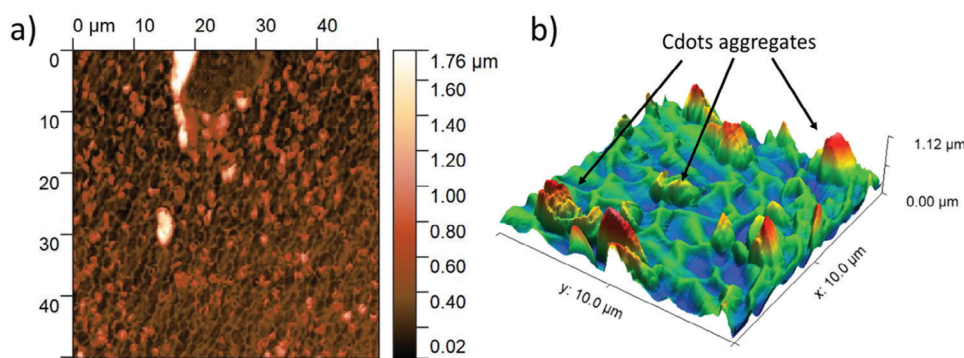 a)
0 µm 10 20 30 40
0
10
20
30
40
1.76 µm
1.60
1.40
1.20
1.00
0.80
0.60
0.40
0.02
b)
Cdots aggregates
1.12 µm
0.00 µm
x: 10.0 µm
y: 10.0 µm